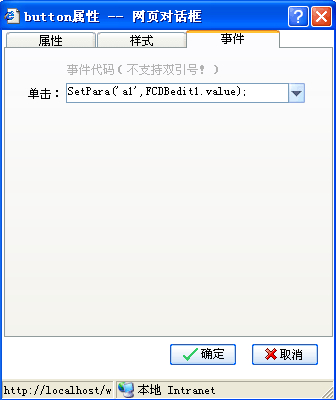 button属性 -- 网页对话框
属性 样式 事件
事件代码(不支持双引号!)
单击: SetPara('a1',FCDBedit1.value);
确定 取消
http://localhost/w 本地 Intranet